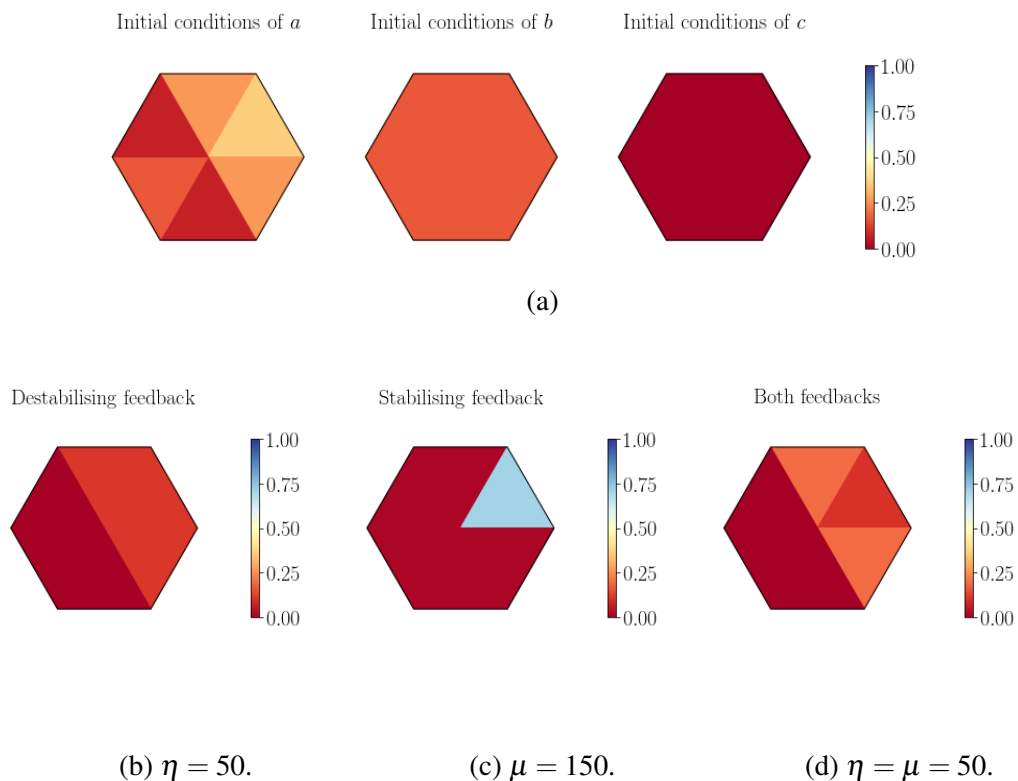 Initial conditions of a
Initial conditions of b
Initial conditions of c
1.00
0.75
0.50
0.25
0.00
(a)
Destabilising feedback
1.00
0.75
0.50
0.25
0.00
Stabilising feedback
1.00
0.75
0.50
0.25
0.00
Both feedbacks
1.00
0.75
0.50
0.25
0.00
(b) η = 50.
(c) μ = 150.
(d) η = μ = 50.